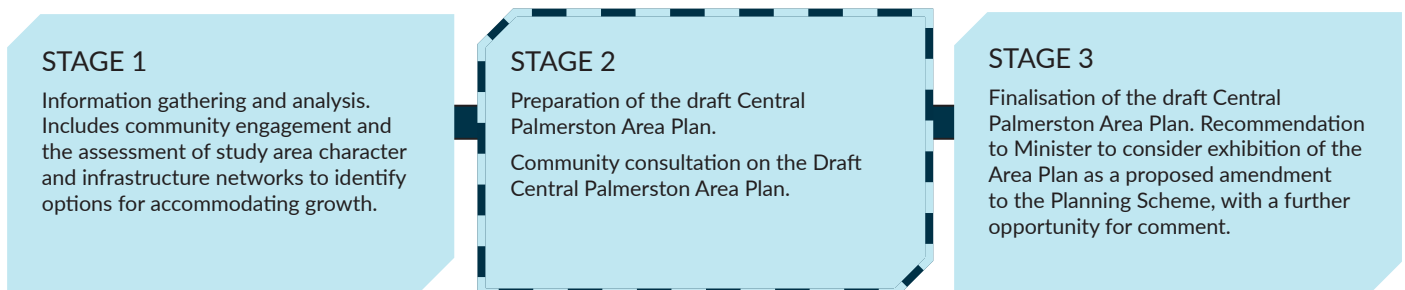 STAGE 1
Information gathering and analysis.
Includes community engagement and
the assessment of study area character
and infrastructure networks to identify
options for accommodating growth.
STAGE 2
Preparation of the draft Central
Palmerston Area Plan.
Community consultation on the Draft
Central Palmerston Area Plan.
STAGE 3
Finalisation of the draft Central
Palmerston Area Plan. Recommendation
to Minister to consider exhibition of the
Area Plan as a proposed amendment
to the Planning Scheme, with a further
opportunity for comment.